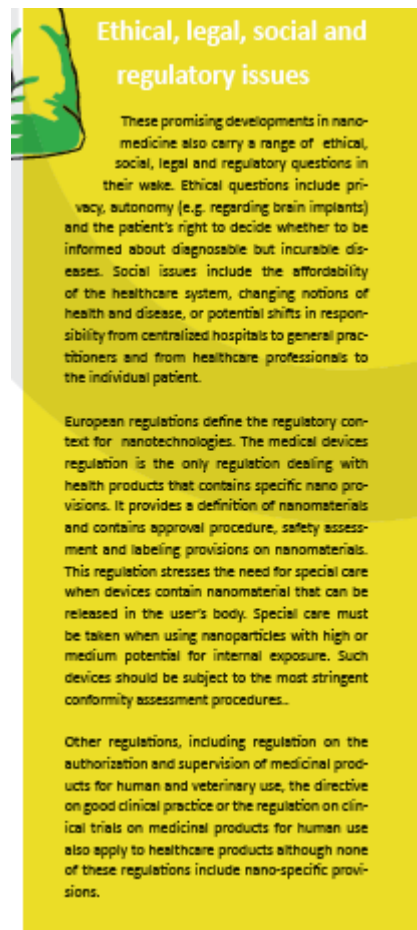 Ethical, legal, social and
regulatory issues
These promising developments in nano-
medicine also carry a range of ethical,
social, legal and regulatory questions in
their wake. Ethical questions include pri-
vacy, autonomy (e.g. regarding brain implants)
and the patient's right to decide whether to be
informed about diagnosable but incurable dis-
eases. Social issues include the affordability
of the healthcare system, changing notions of
health and disease, or potential shifts in respon-
sibility from centralized hospitals to general prac-
titioners and from healthcare professionals to
the individual patient.
European regulations define the regulatory con-
text for nanotechnologies. The medical devices
regulation is the only regulation dealing with
health products that contains specific nano pro-
visions. It provides a definition of nanomaterials
and contains approval procedure, safety assess-
ment and labeling provisions on nanomaterials.
This regulation stresses the need for special care
when devices contain nanomaterial that can be
released in the user's body. Special care must
be taken when using nanoparticles with high or
medium potential for internal exposure. Such
devices should be subject to the most stringent
conformity assessment procedures..
Other regulations, including regulation on the
authorization and supervision of medicinal prod-
ucts for human and veterinary use, the directive
on good clinical practice or the regulation on clin-
ical trials on medicinal products for human use
also apply to healthcare products although none
of these regulations include nano-specific provi-
sions.